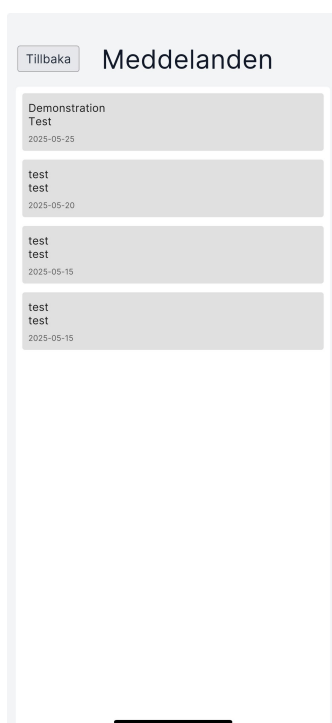 Tillbaka
Meddelanden
Demonstration
Test
2025-05-25
test
test
2025-05-20
test
test
2025-05-15
test
test
2025-05-15